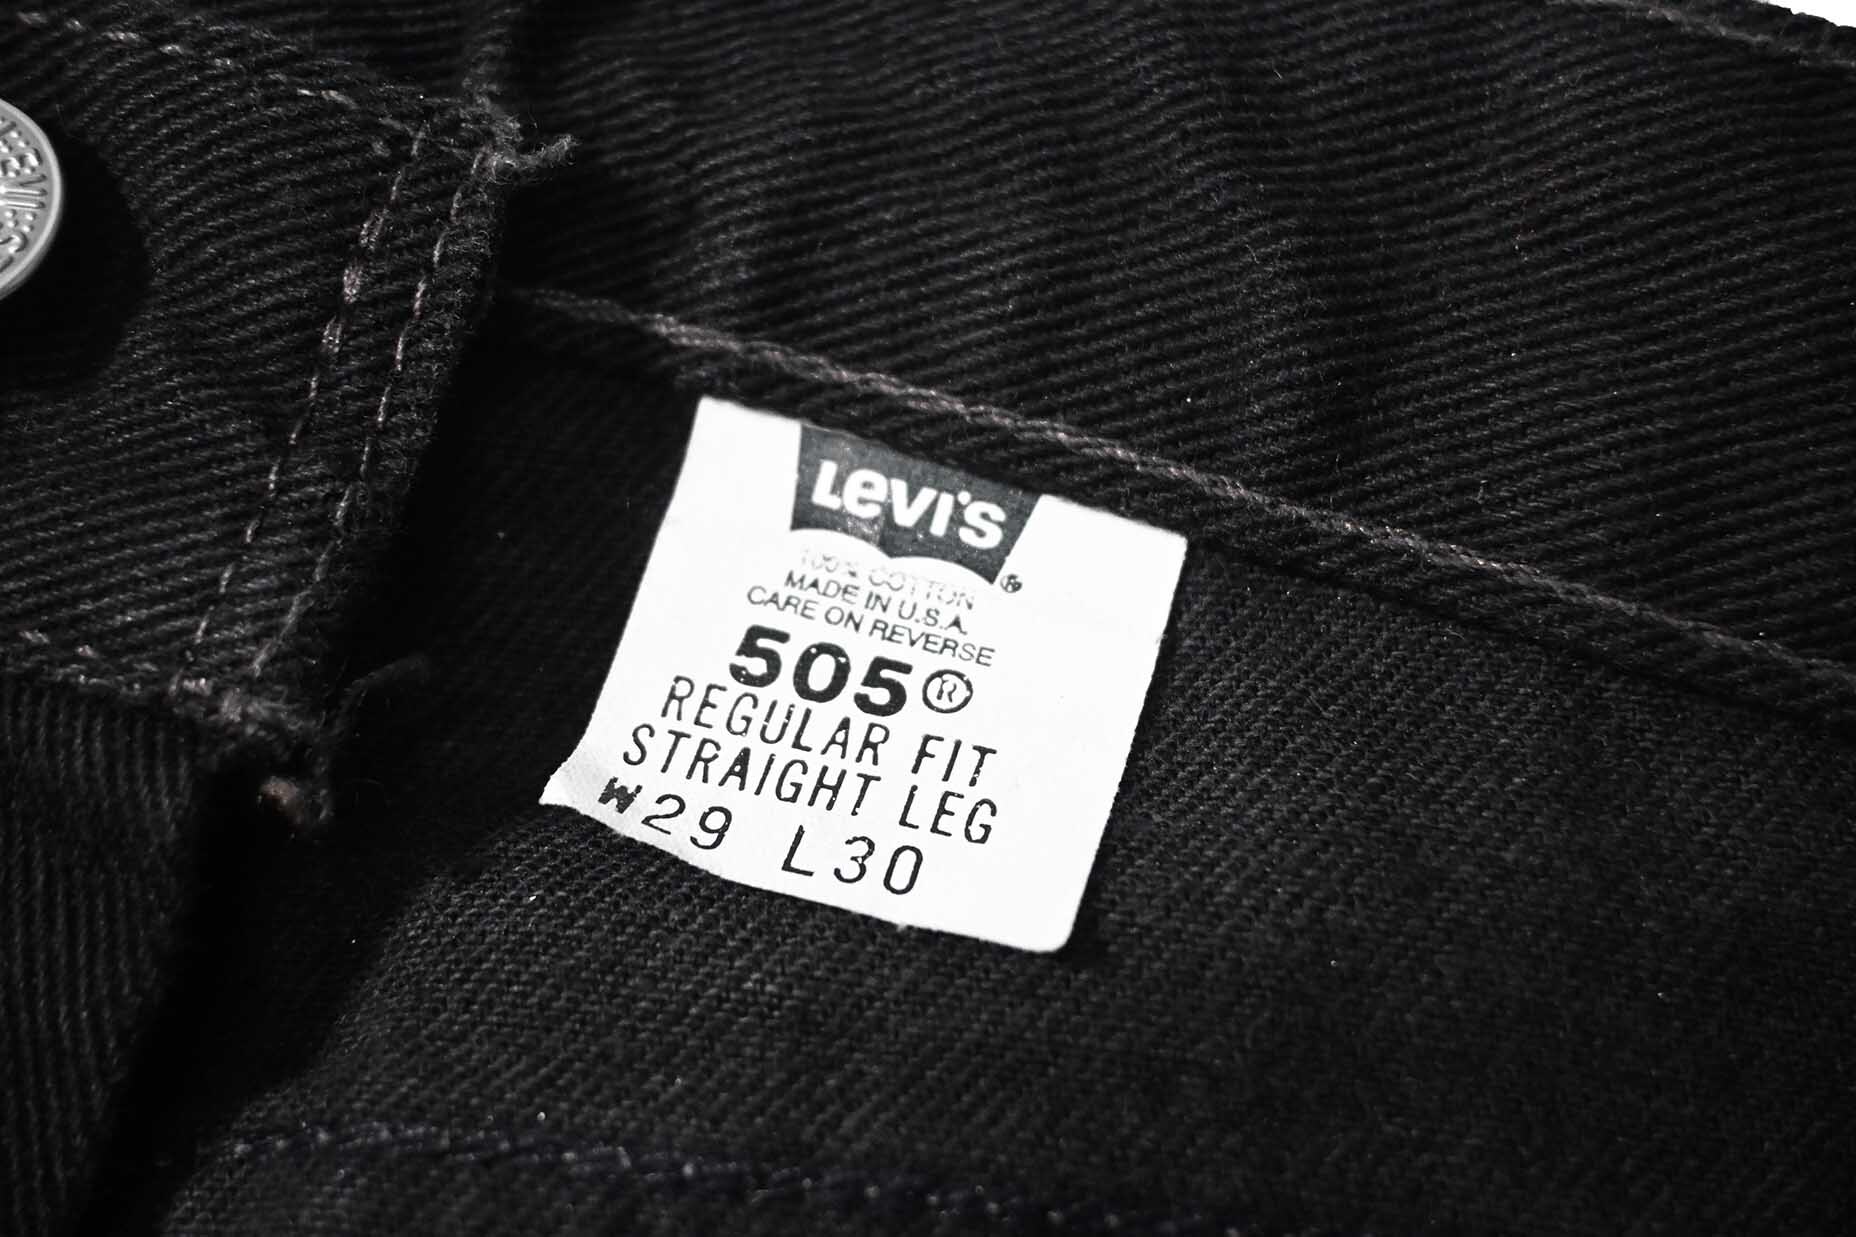 Levi's®
100% COTTON
MADE IN U.S.A.
CARE ON REVERSE
505®
REGULAR FIT
STRAIGHT LEG
W29 L30